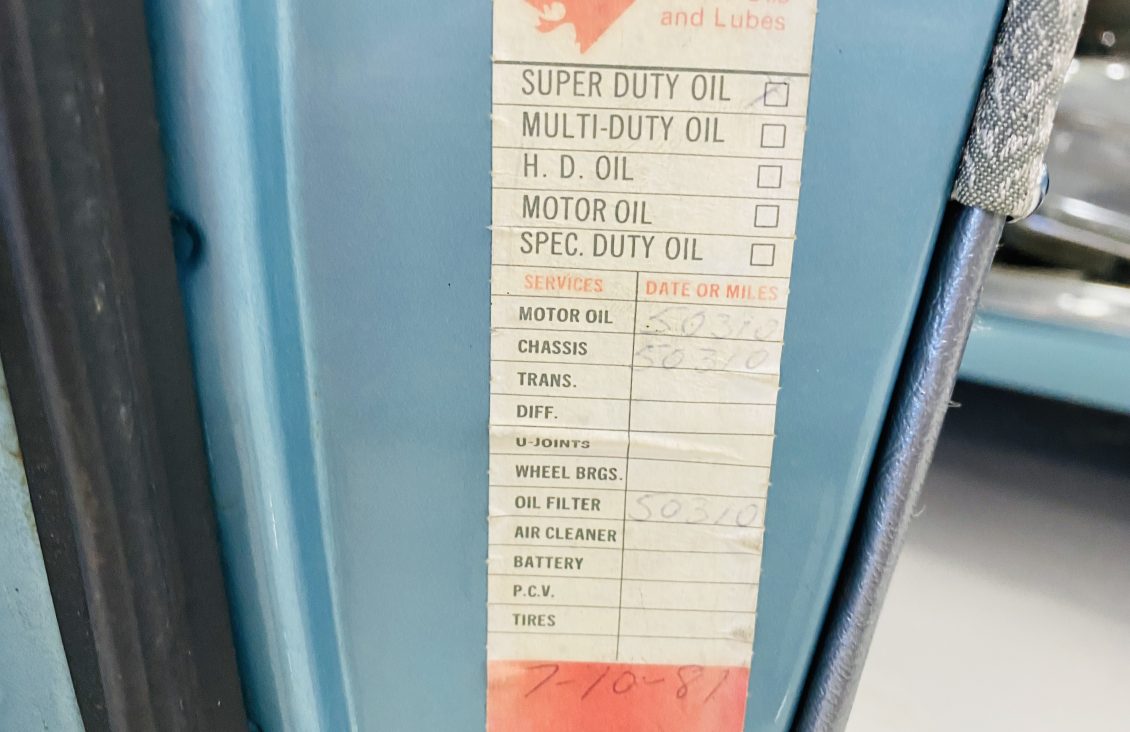 and Lubes
SUPER DUTY OIL
MULTI-DUTY OIL
H. D. OIL
MOTOR OIL
SPEC. DUTY OIL
SERVICES DATE OR MILES
MOTOR OIL 50310
CHASSIS 50310
TRANS.
DIFF.
U-JOINTS
WHEEL BRGS.
OIL FILTER 50310
AIR CLEANER
BATTERY
P.C.V.
TIRES
7-10-81